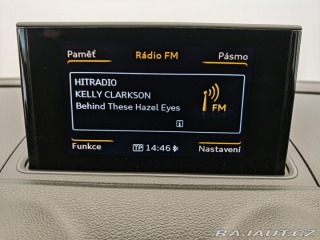 Paměť Rádio FM Pásmo
HITRADIO
KELLY CLARKSON
Behind These Hazel Eyes
FM
i
Funkce TP 14:46 Nastavení
RAJAUT.CZ